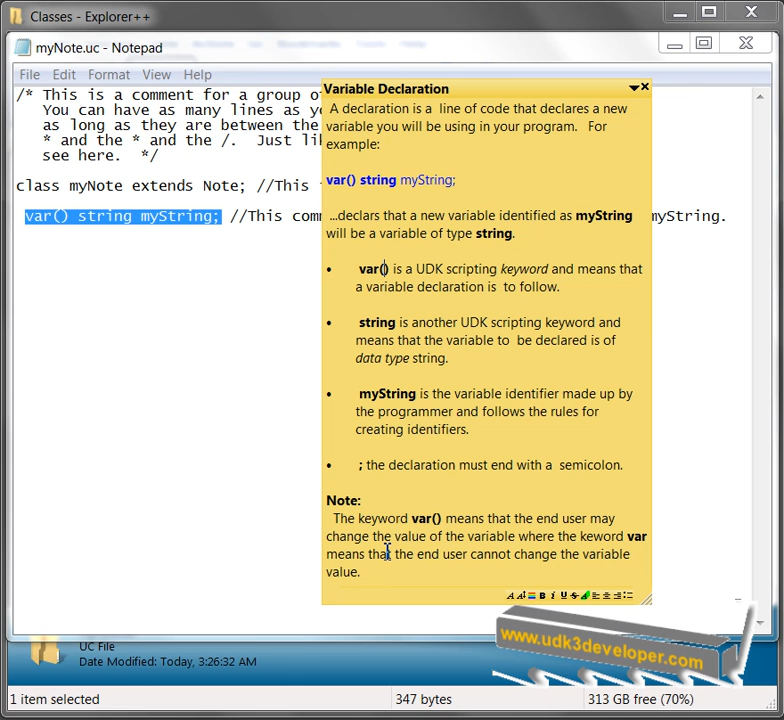 Classes - Explorer++
myNote.uc - Notepad
File Edit Format View Help
/* This is a comment for a group o
You can have as many lines as yo
as long as they are between the
* and the * and the /. Just li
see here. */
class myNote extends Note; //This
var() string myString; //This com
myString.
Variable Declaration
A declaration is a line of code that declares a new
variable you will be using in your program. For
example:
var() string myString;
...declars that a new variable identified as myString
will be a variable of type string.
• var() is a UDK scripting keyword and means that
a variable declaration is to follow.
• string is another UDK scripting keyword and
means that the variable to be declared is of
data type string.
• myString is the variable identifier made up by
the programmer and follows the rules for
creating identifiers.
• ; the declaration must end with a semicolon.
Note:
The keyword var() means that the end user may
change the value of the variable where the keword var
means that the end user cannot change the variable
value.
UC File
Date Modified: Today, 3:26:32 AM
www.udk3developer.com
1 item selected
347 bytes
313 GB free (70%)